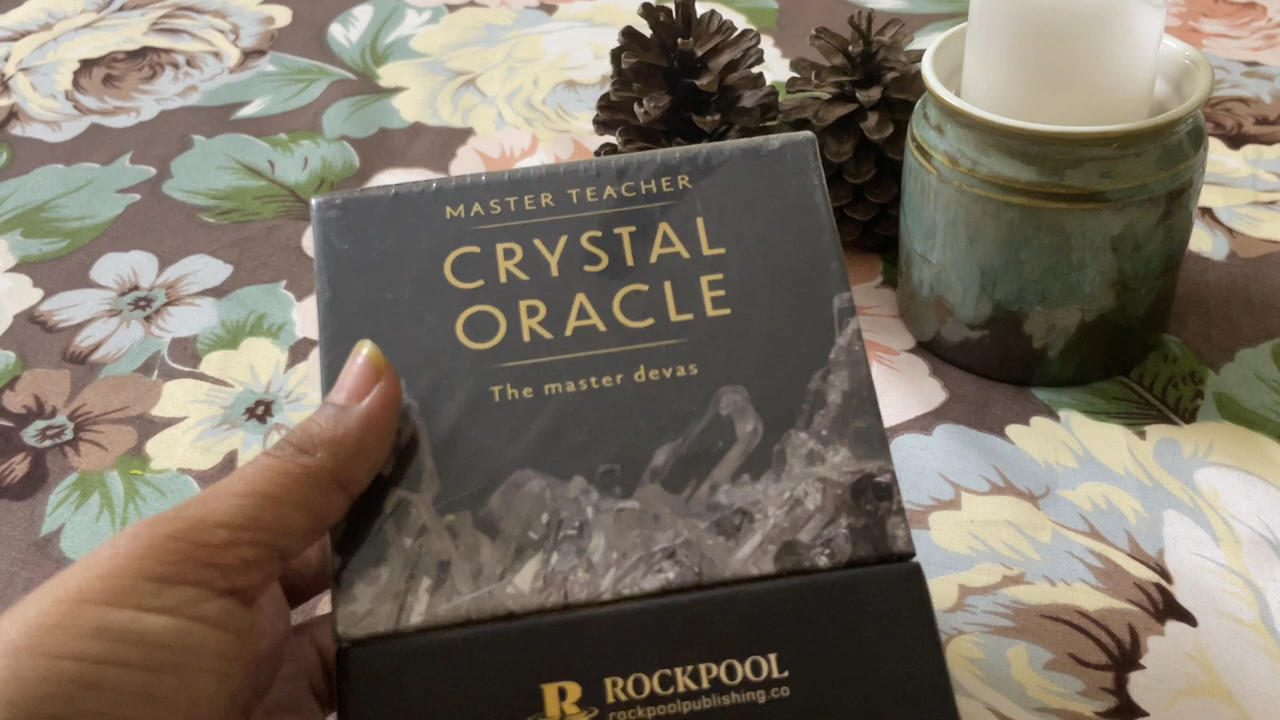 MASTER TEACHER
CRYSTAL
ORACLE
The master devas
R ROCKPOOL
rockpoolpublishing.co